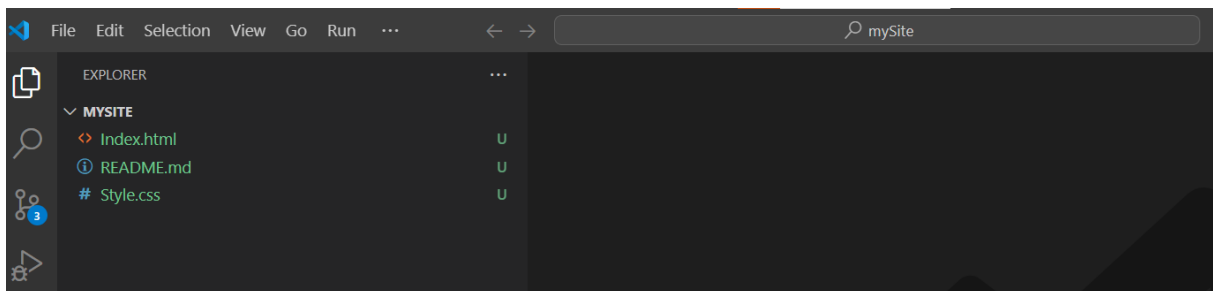 File Edit Selection View Go Run ··· ← → mySite
EXPLORER ···
MYSITE
<> Index.html U
README.md U
# Style.css U
3